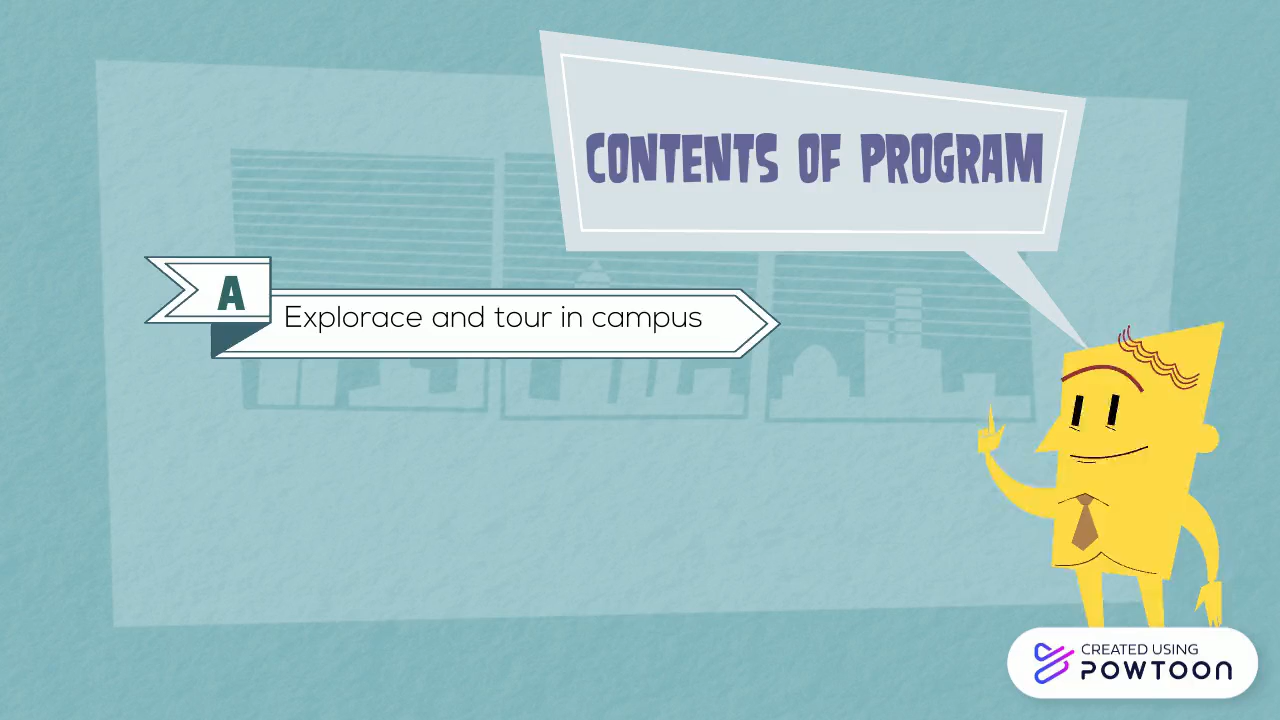 CONTENTS OF PROGRAM
A
Explorace and tour in campus
CREATED USING
POWTOON